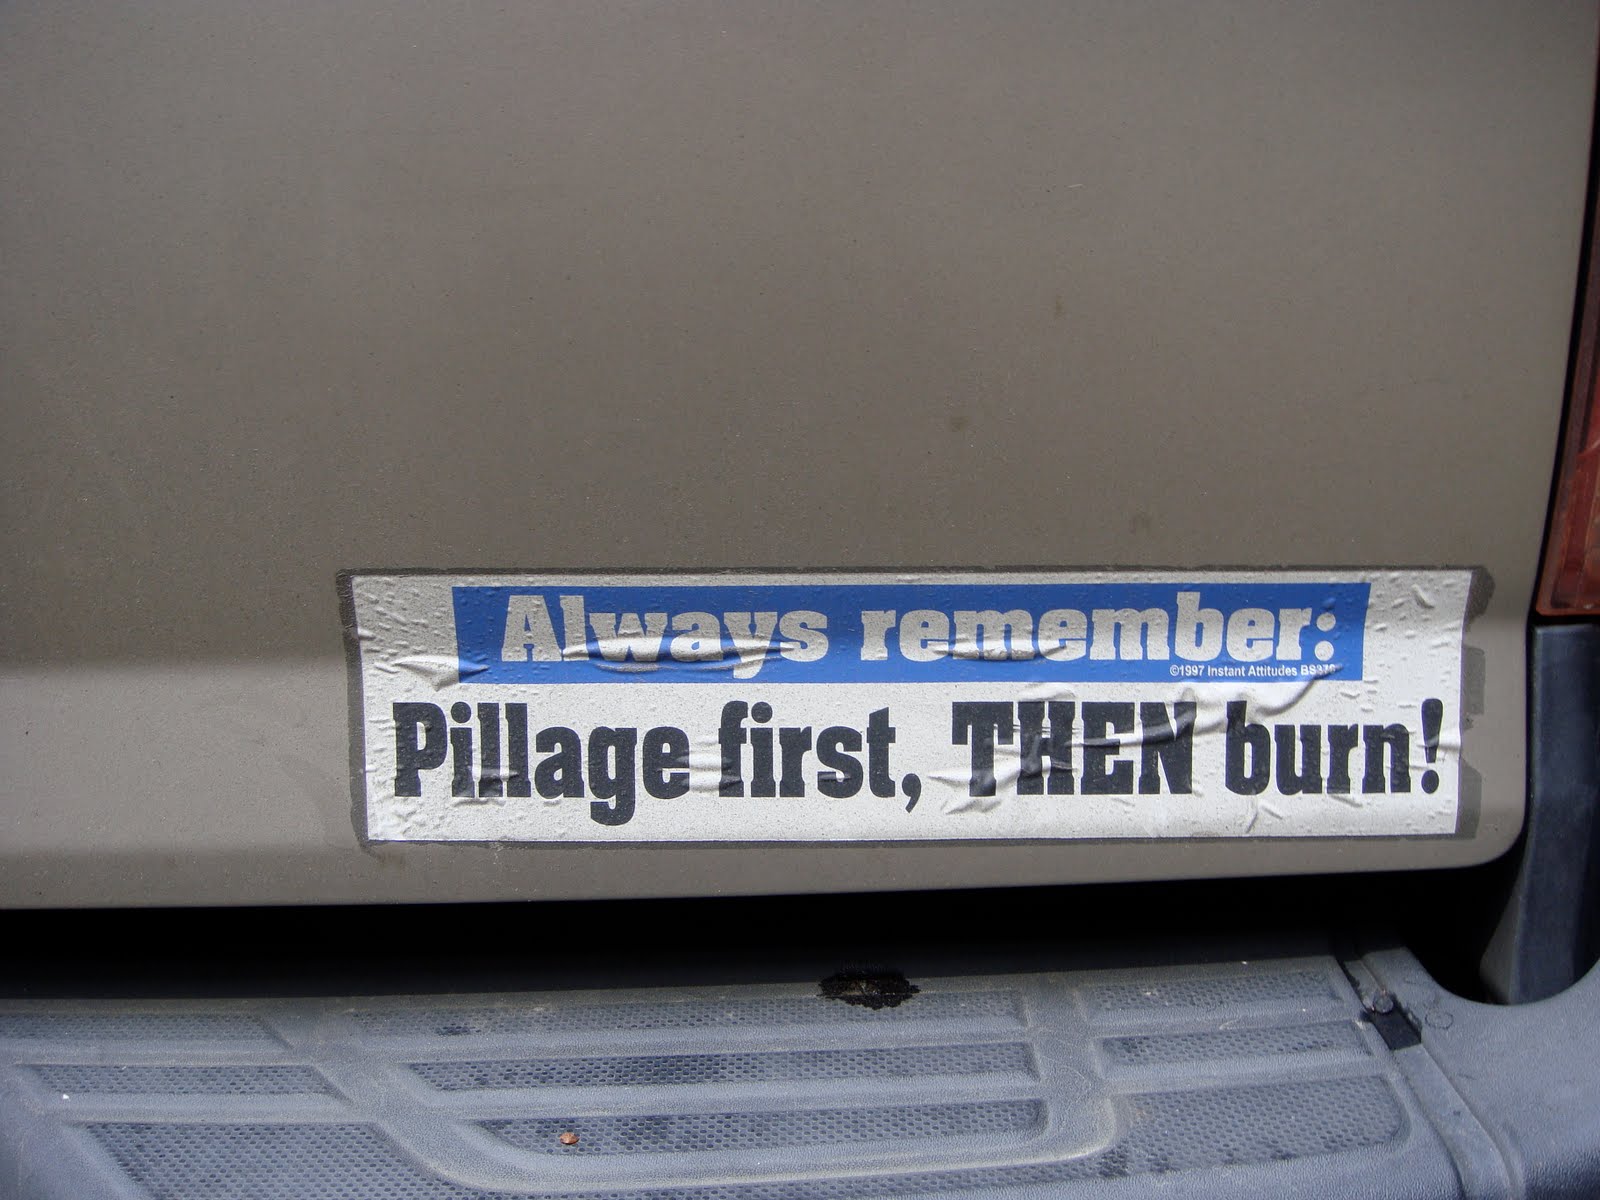 Always remember:
©1997 Instant Attitudes
Pillage first, THEN burn!